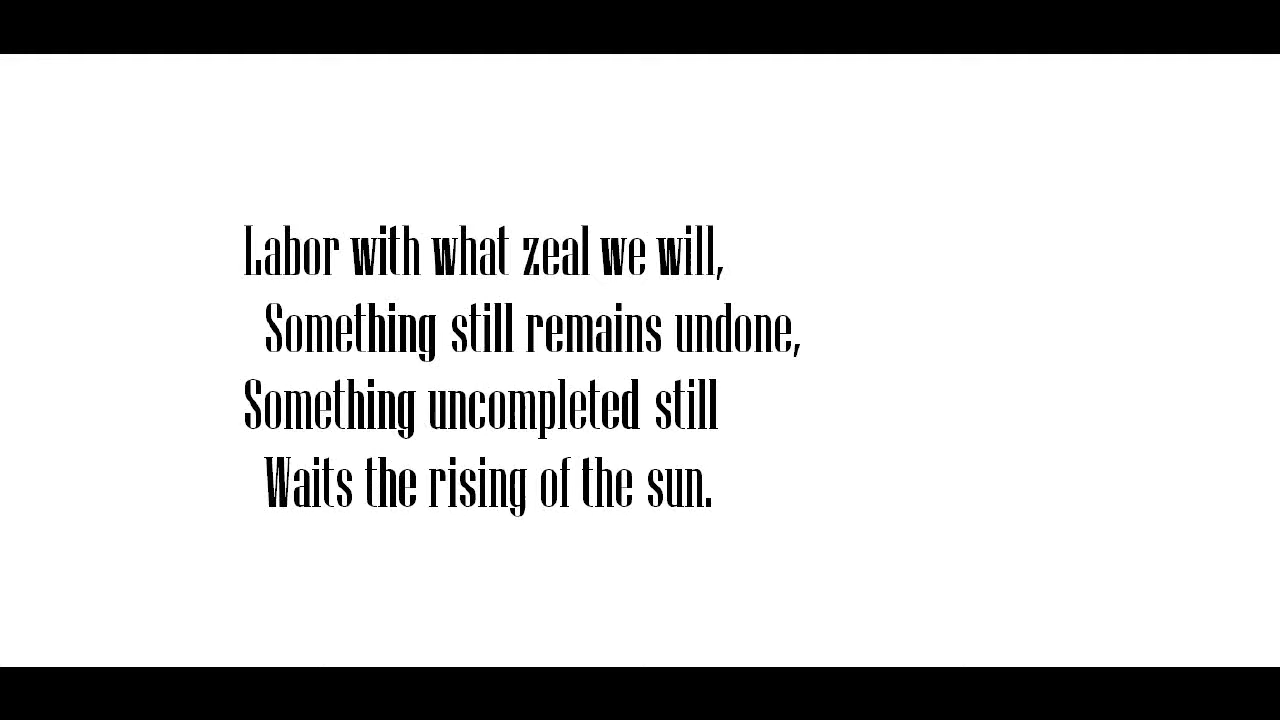 Labor with what zeal we will,
Something still remains undone,
Something uncompleted still
Waits the rising of the sun.